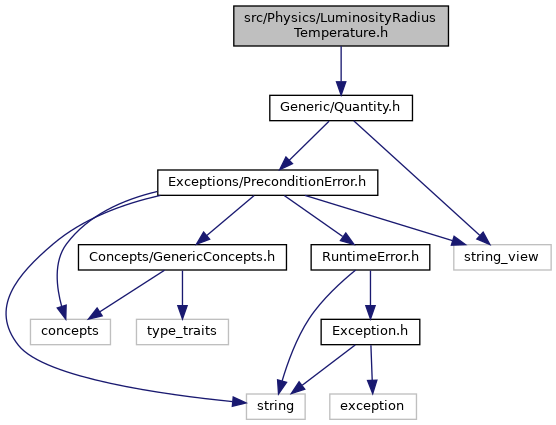 src/Physics/LuminosityRadius
Temperature.h
Generic/Quantity.h
Exceptions/PreconditionError.h
Concepts/GenericConcepts.h
RuntimeError.h
string_view
concepts
type_traits
Exception.h
string
exception